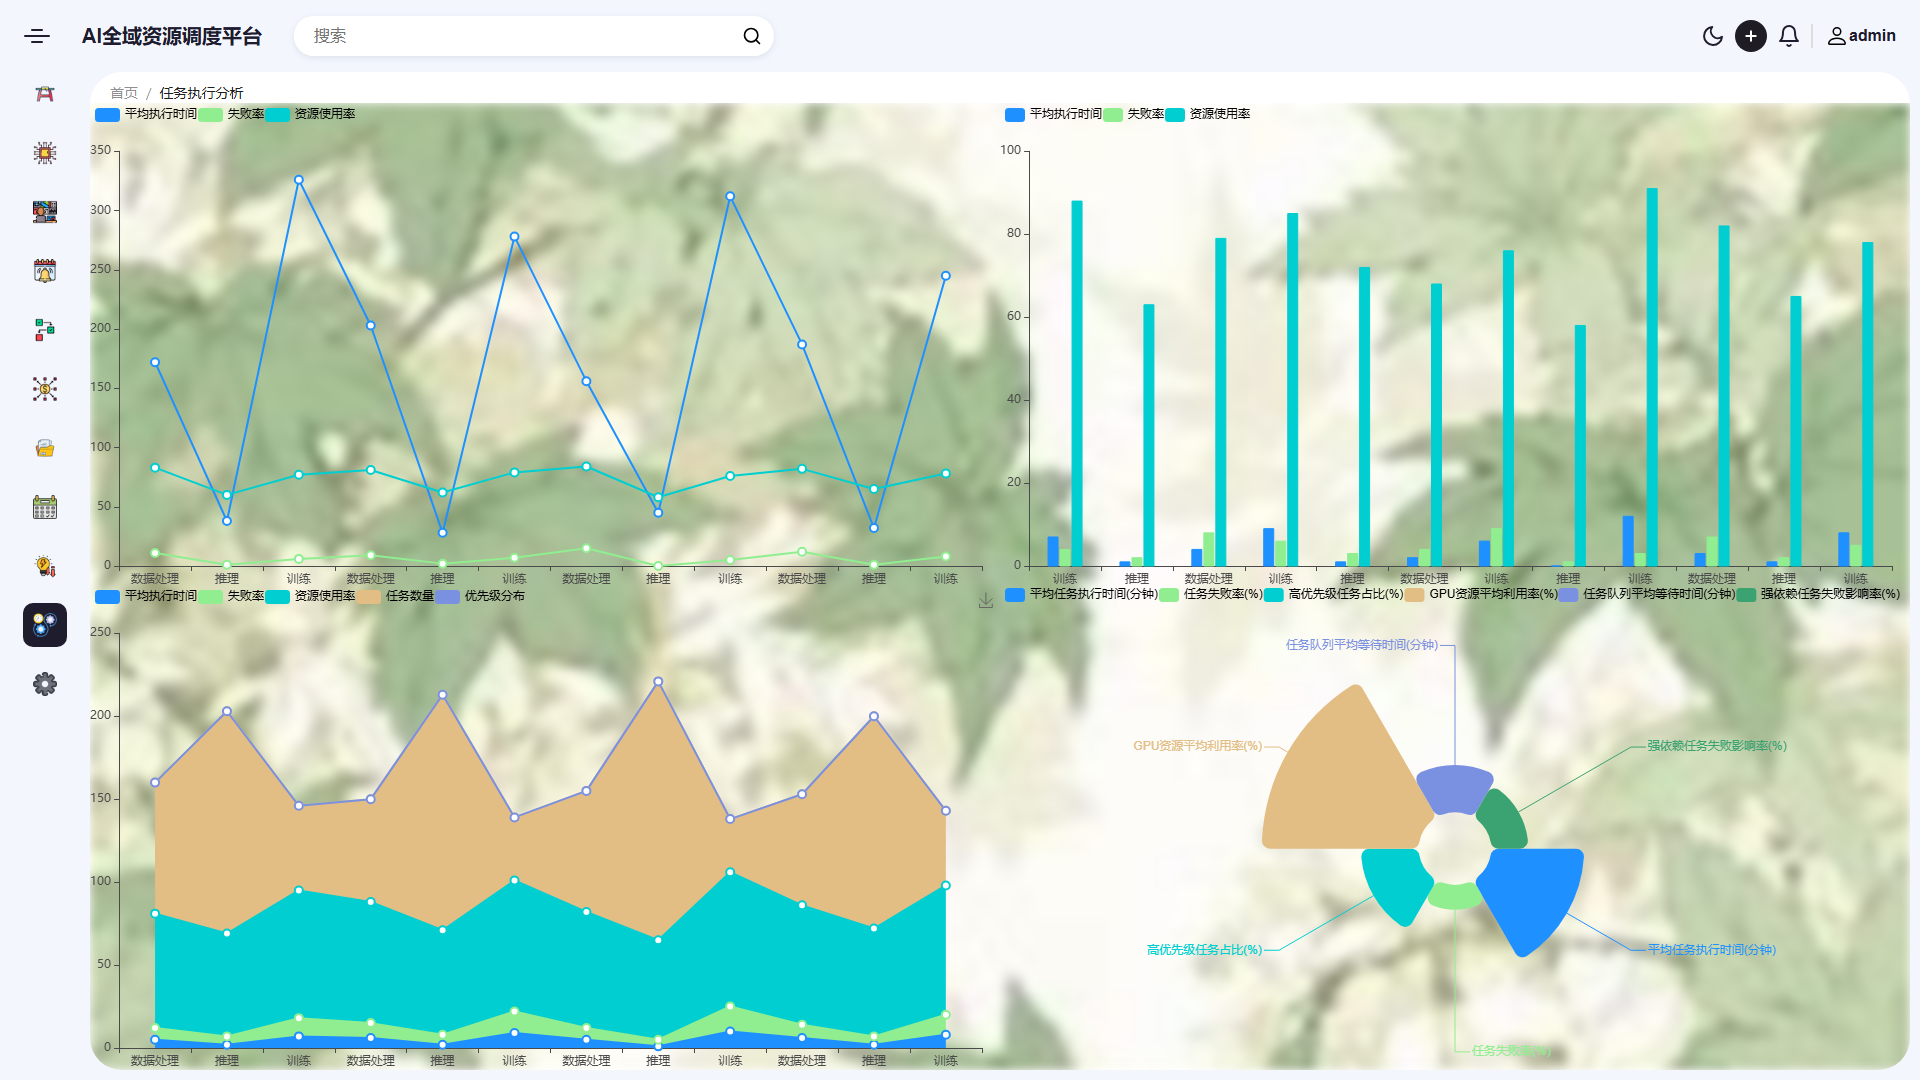 AI全域资源调度平台
搜索
admin
首页 / 任务执行分析
平均执行时间 失败率 资源使用率
350
300
250
200
150
100
50
0
数据处理 推理 训练 数据处理 推理 训练 数据处理 推理 训练 数据处理 推理 训练
平均执行时间 失败率 资源使用率
100
80
60
40
20
0
训练 推理 数据处理 训练 推理 数据处理 训练 推理 训练 数据处理 推理 训练
平均执行时间 失败率 资源使用率 任务数量 优先级分布
250
200
150
100
50
0
数据处理 推理 训练 数据处理 推理 训练 数据处理 推理 训练 数据处理 推理 训练
平均任务执行时间(分钟) 任务失败率(%) 高优先级任务占比(%) GPU资源平均利用率(%) 任务队列平均等待时间(分钟) 强依赖任务失败影响率(%)
任务队列平均等待时间(分钟)
GPU资源平均利用率(%)
强依赖任务失败影响率(%)
高优先级任务占比(%)
平均任务执行时间(分钟)
任务失败率(%)